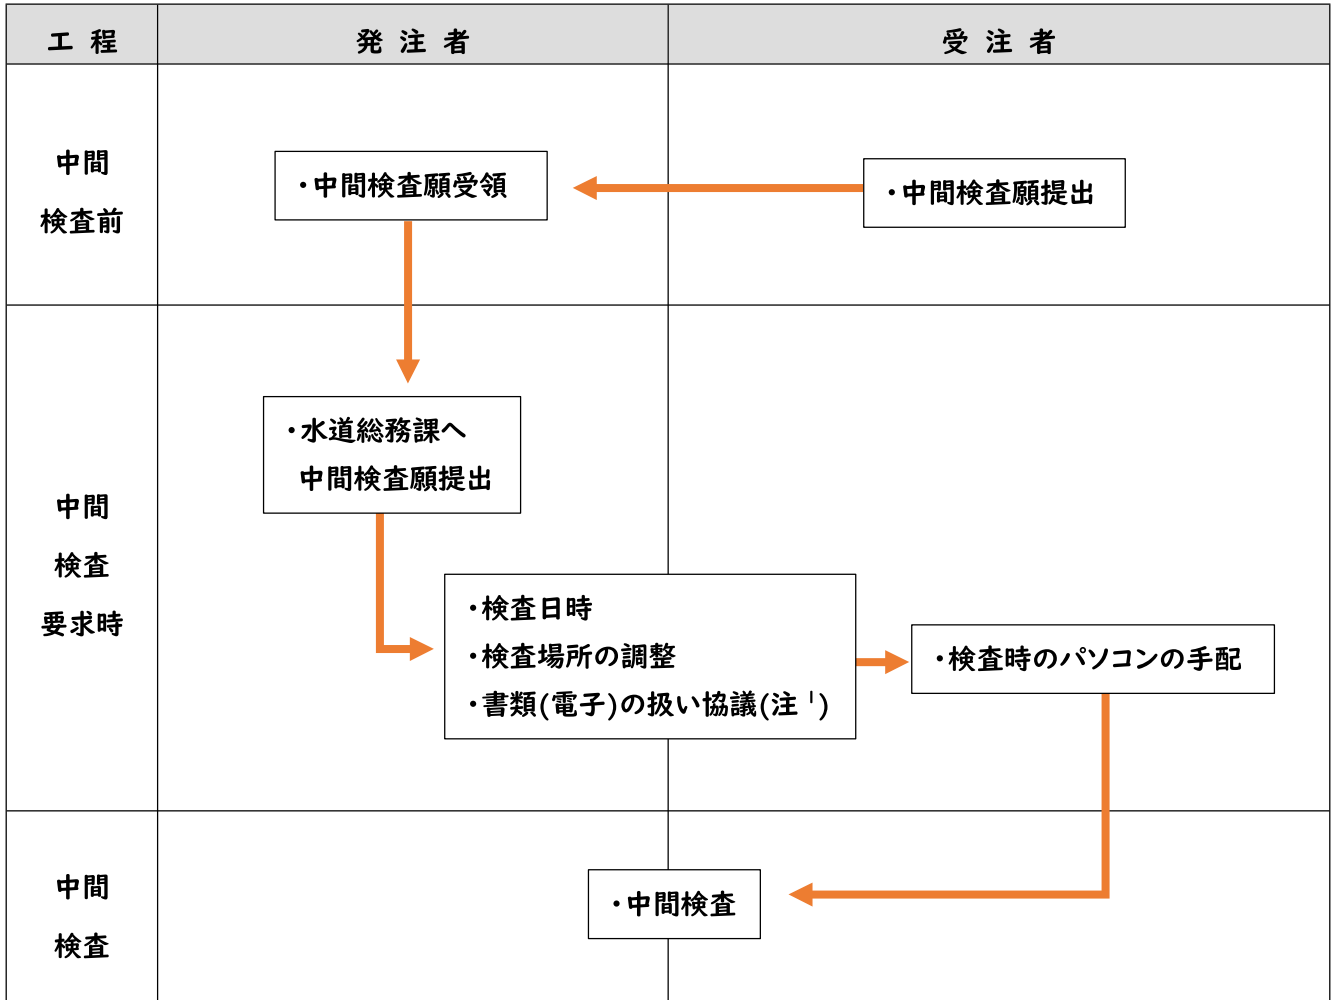 工 程
発 注 者
受 注 者
中間
検査前
・中間検査願受領
・中間検査願提出
中間
検査
要求時
・水道総務課へ
中間検査願提出
・検査日時
・検査場所の調整
・書類(電子)の扱い協議(注1)
・検査時のパソコンの手配
中間
検査
・中間検査